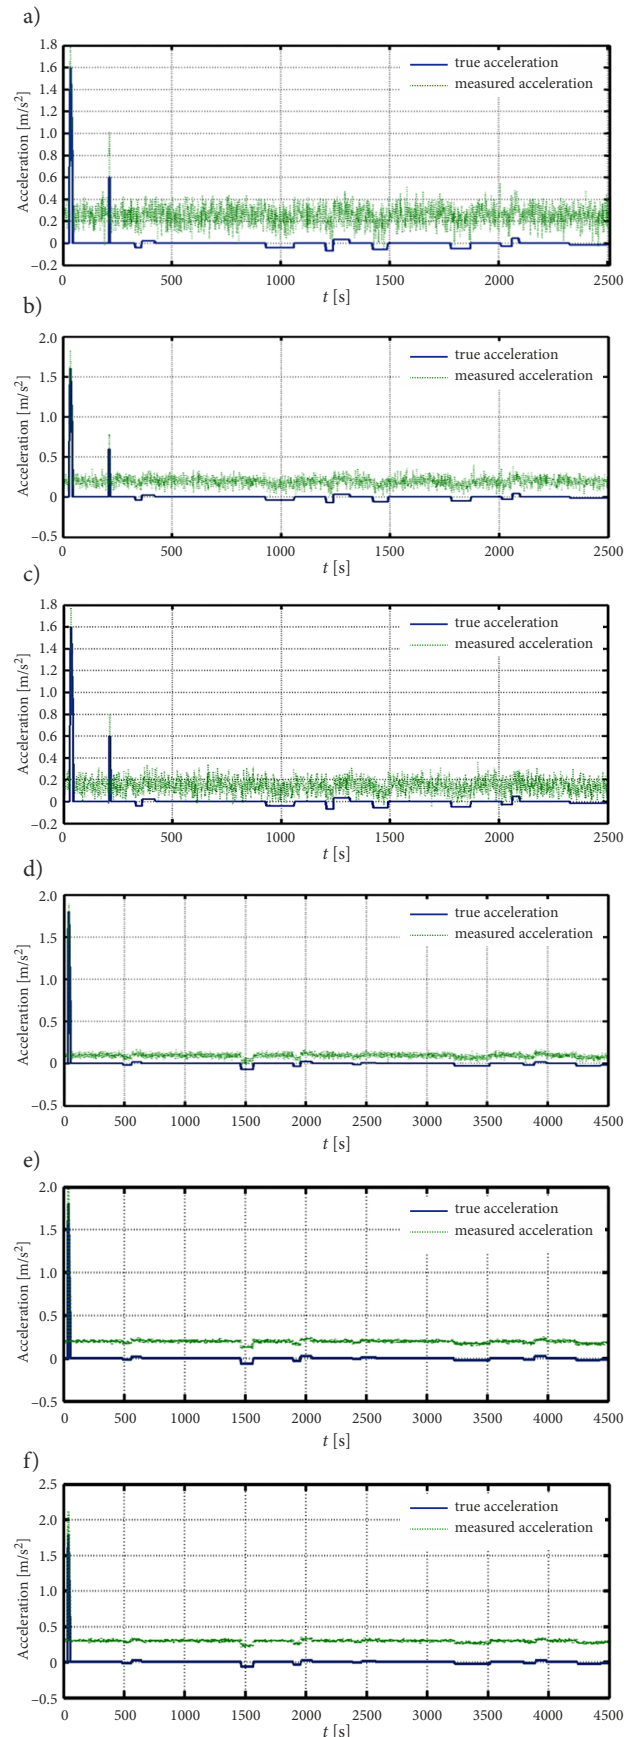 a)
1.8
true acceleration
1.6
measured acceleration
1.4
1.2
1.0
0.8
0.6
0.4
0.2
0
−0.2
Acceleration [m/s²]
0 500 1000 1500 2000 2500
t [s]
b)
2.0
true acceleration
1.5
measured acceleration
1.0
0.5
0
−0.5
Acceleration [m/s²]
0 500 1000 1500 2000 2500
t [s]
c)
1.8
true acceleration
1.6
measured acceleration
1.4
1.2
1.0
0.8
0.6
0.4
0.2
0
−0.2
Acceleration [m/s²]
0 500 1000 1500 2000 2500
t [s]
d)
2.0
true acceleration
measured acceleration
1.5
1.0
0.5
0
−0.5
Acceleration [m/s²]
0 500 1000 1500 2000 2500 3000 3500 4000 4500
t [s]
e)
2.0
true acceleration
measured acceleration
1.5
1.0
0.5
0
−0.5
Acceleration [m/s²]
0 500 1000 1500 2000 2500 3000 3500 4000 4500
t [s]
f)
2.5
true acceleration
2.0
measured acceleration
1.5
1.0
0.5
0
−0.5
Acceleration [m/s²]
0 500 1000 1500 2000 2500 3000 3500 4000 4500
t [s]